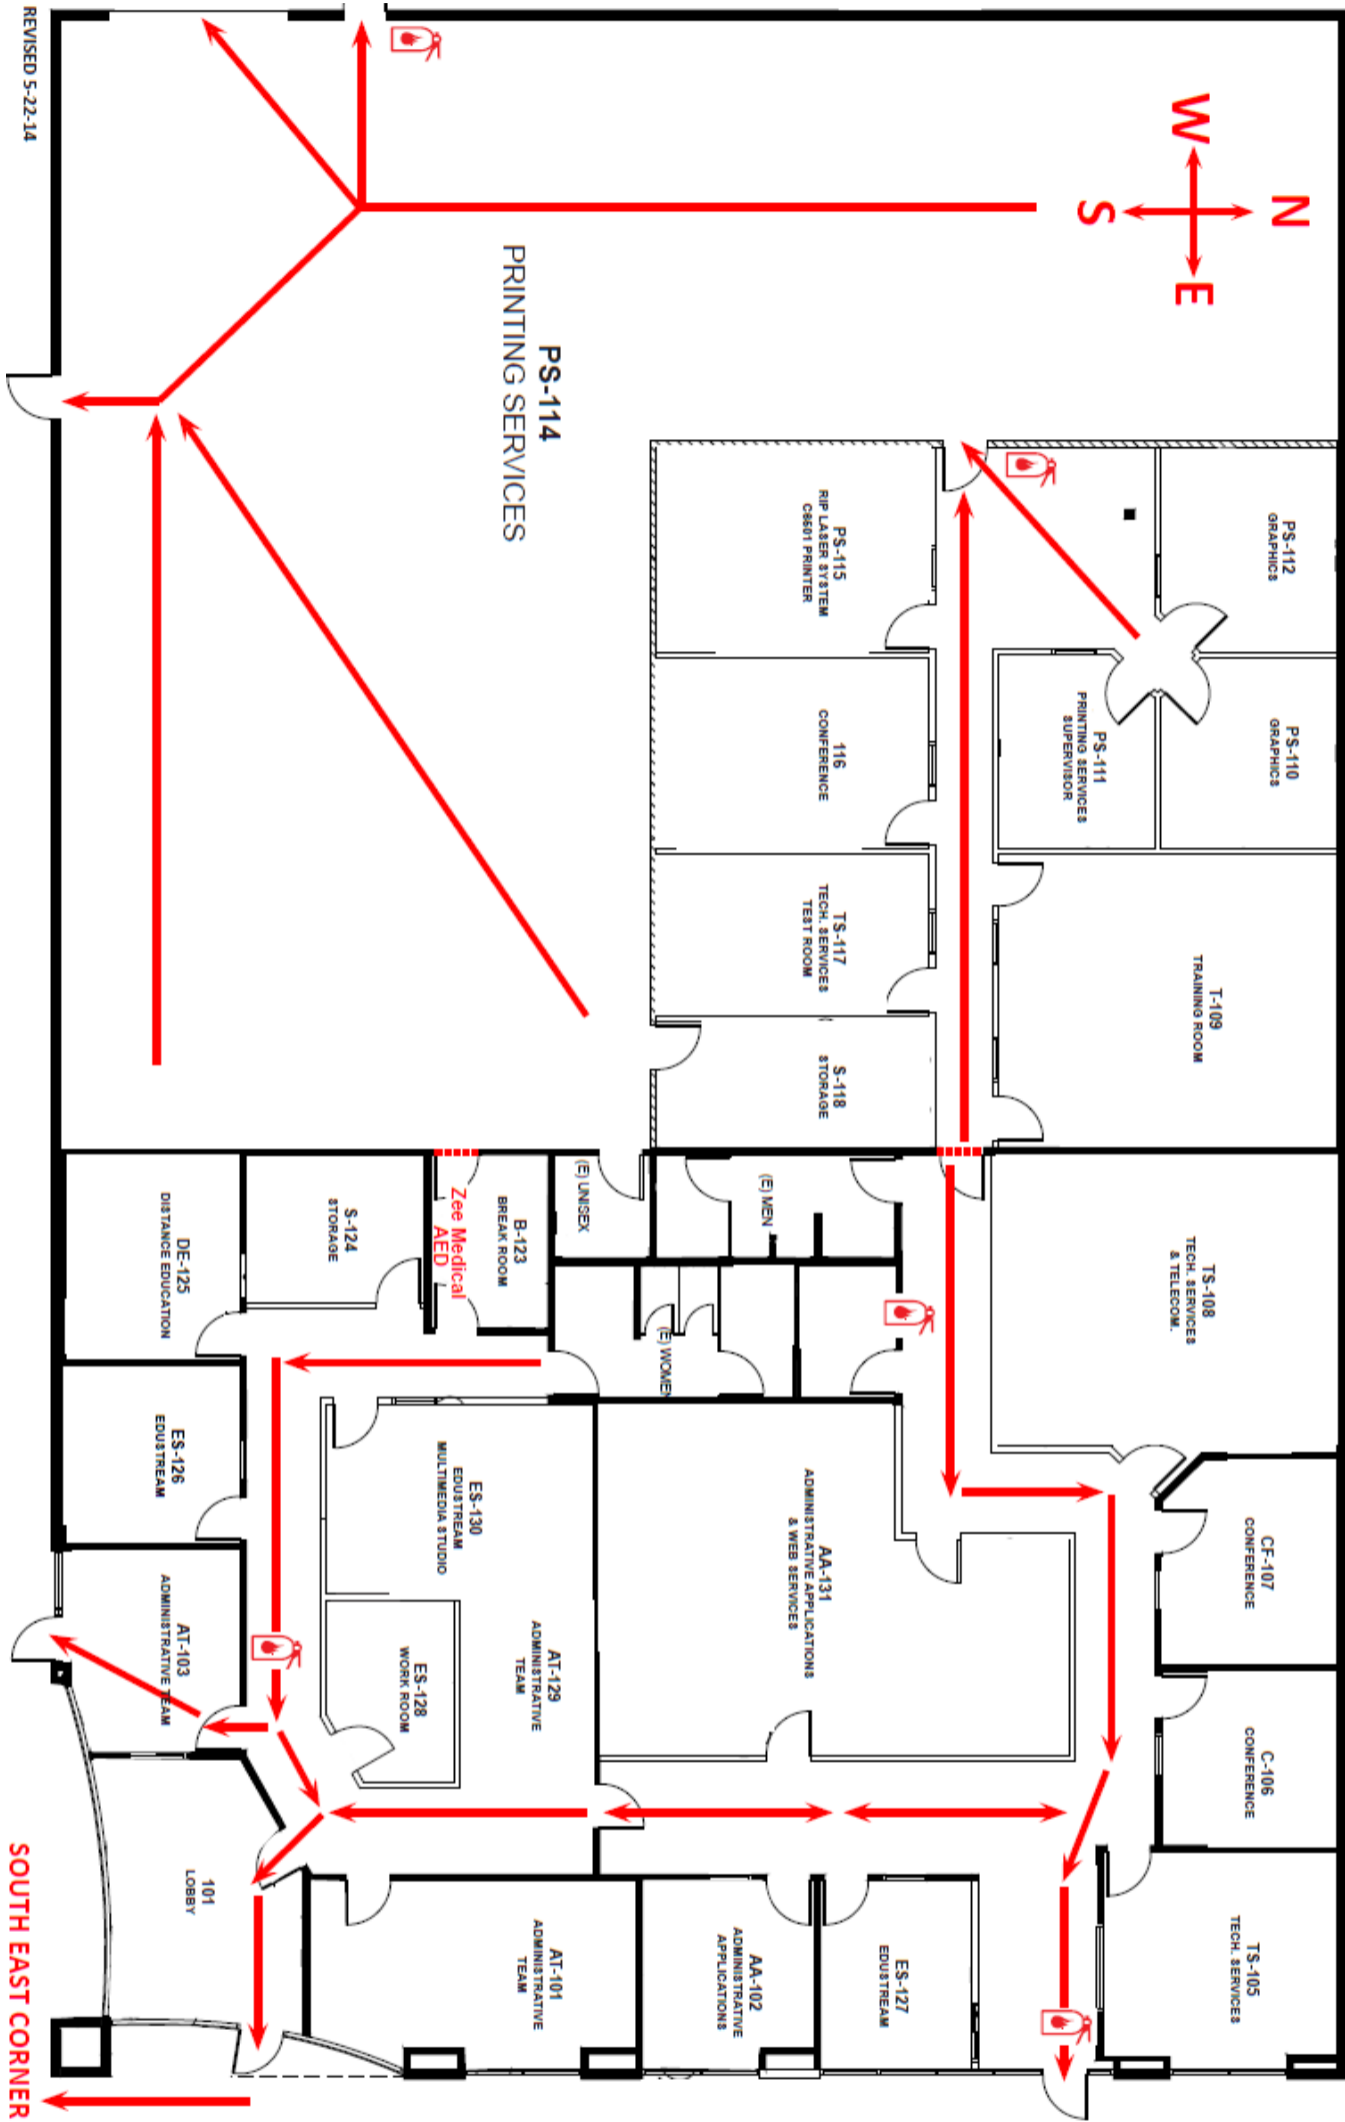 REVISED 5-22-14
N
W
E
S
PS-114
PRINTING SERVICES
PS-112
GRAPHICS
PS-110
GRAPHICS
PS-111
PRINTING SERVICES
SUPERVISOR
T-109
TRAINING ROOM
PS-115
RIP LASER SYSTEM
C6501 PRINTER
116
CONFERENCE
TS-117
TECH. SERVICES
TEST ROOM
S-118
STORAGE
TS-108
TECH. SERVICES
& TELECOM.
CF-107
CONFERENCE
C-106
CONFERENCE
TS-105
TECH. SERVICES
(E) MEN
(E) UNISEX
(E) WOMEN
B-123
BREAK ROOM
Zee Medical
AED
S-124
STORAGE
DE-125
DISTANCE EDUCATION
ES-126
EDUSTREAM
AT-103
ADMINISTRATIVE TEAM
ES-130
EDUSTREAM
MULTIMEDIA STUDIO
ES-128
WORK ROOM
AT-129
ADMINISTRATIVE
TEAM
AA-131
ADMINISTRATIVE APPLICATIONS
& WEB SERVICES
ES-127
EDUSTREAM
AA-102
ADMINISTRATIVE
APPLICATIONS
AT-101
ADMINISTRATIVE
TEAM
101
LOBBY
SOUTH EAST CORNER